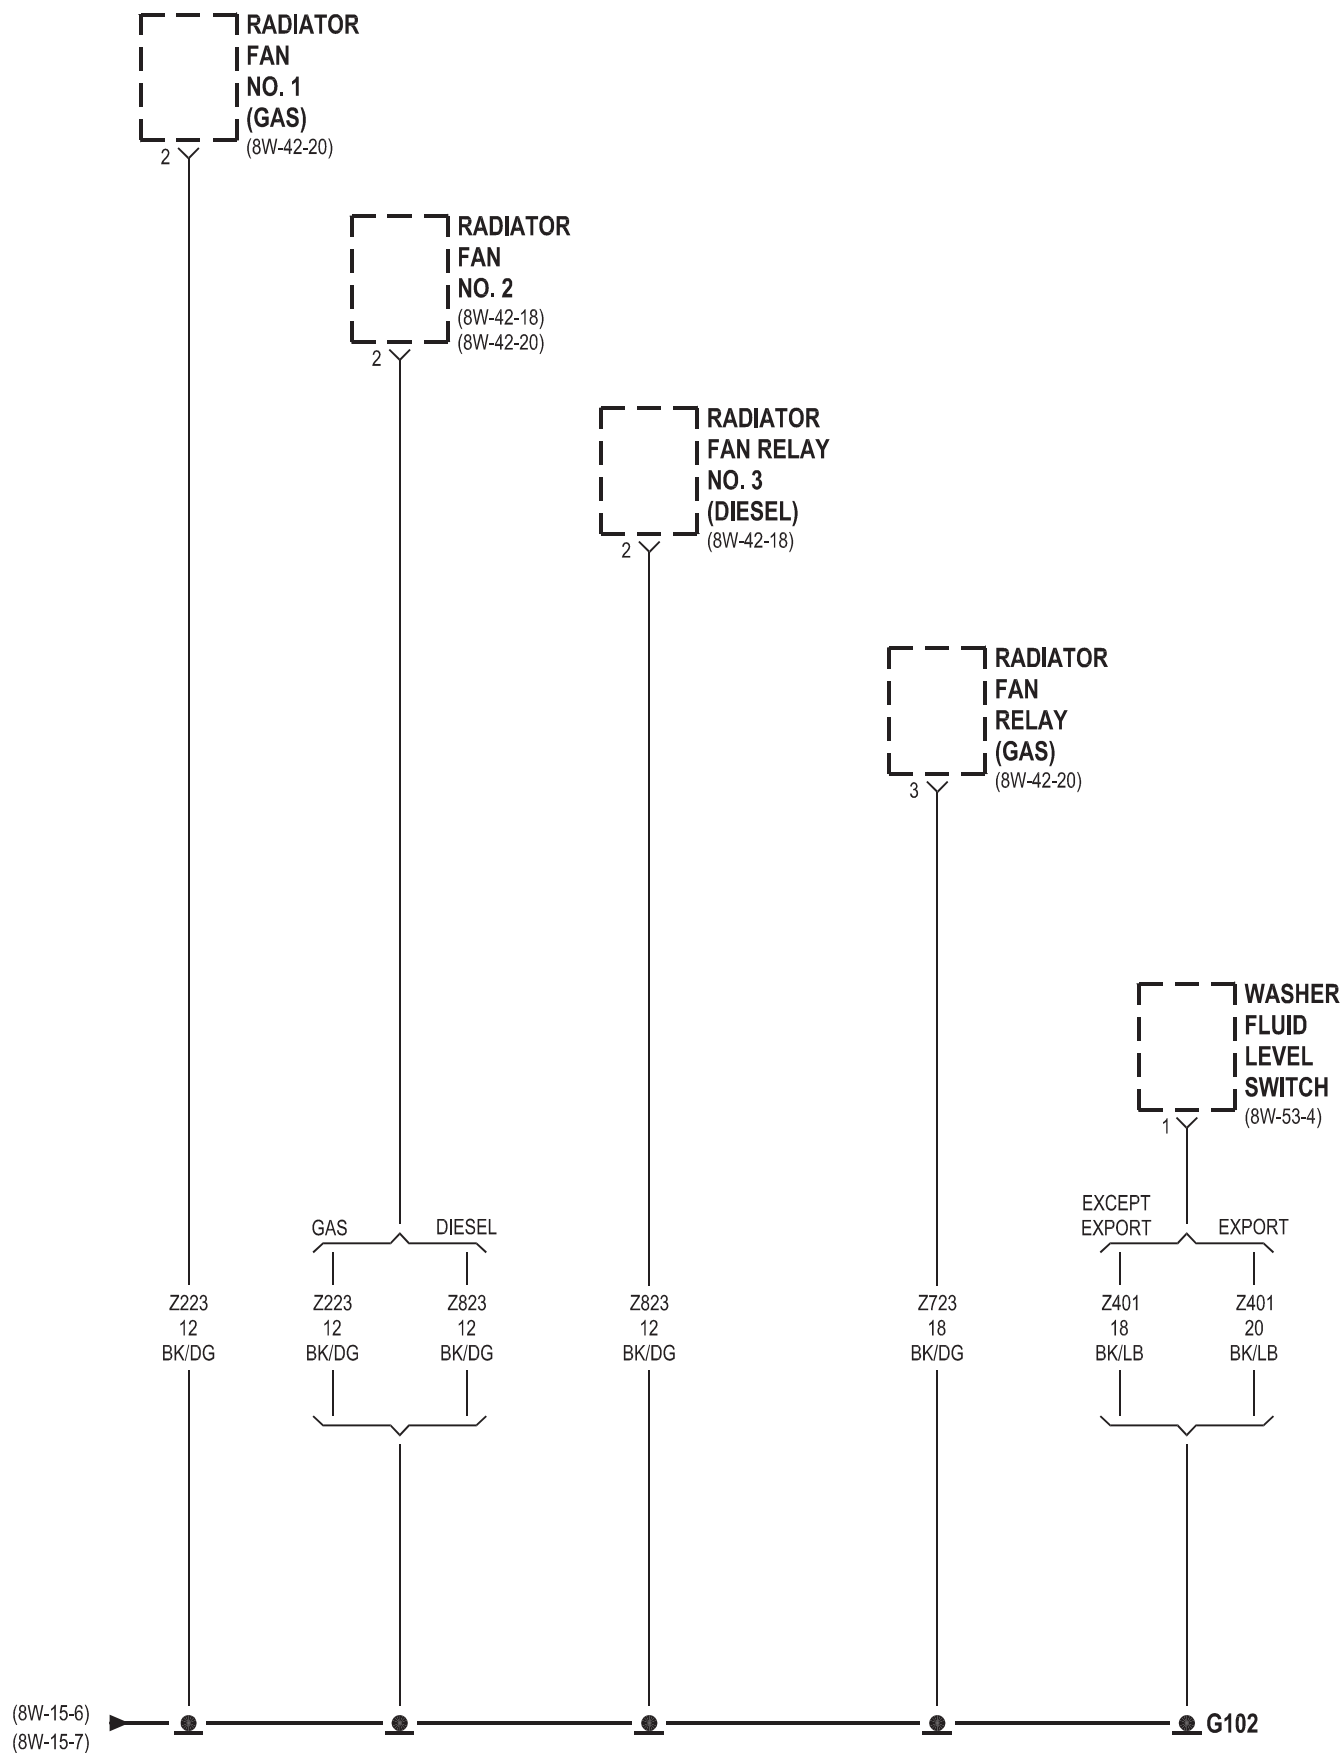 RADIATOR
FAN
NO. 1
(GAS)
(8W-42-20)
2
RADIATOR
FAN
NO. 2
(8W-42-18)
(8W-42-20)
2
RADIATOR
FAN RELAY
NO. 3
(DIESEL)
(8W-42-18)
2
RADIATOR
FAN
RELAY
(GAS)
(8W-42-20)
3
WASHER
FLUID
LEVEL
SWITCH
(8W-53-4)
1
GAS
DIESEL
EXCEPT
EXPORT
EXPORT
Z223
12
BK/DG
Z223
12
BK/DG
Z823
12
BK/DG
Z823
12
BK/DG
Z723
18
BK/DG
Z401
18
BK/LB
Z401
20
BK/LB
(8W-15-6)
(8W-15-7)
G102